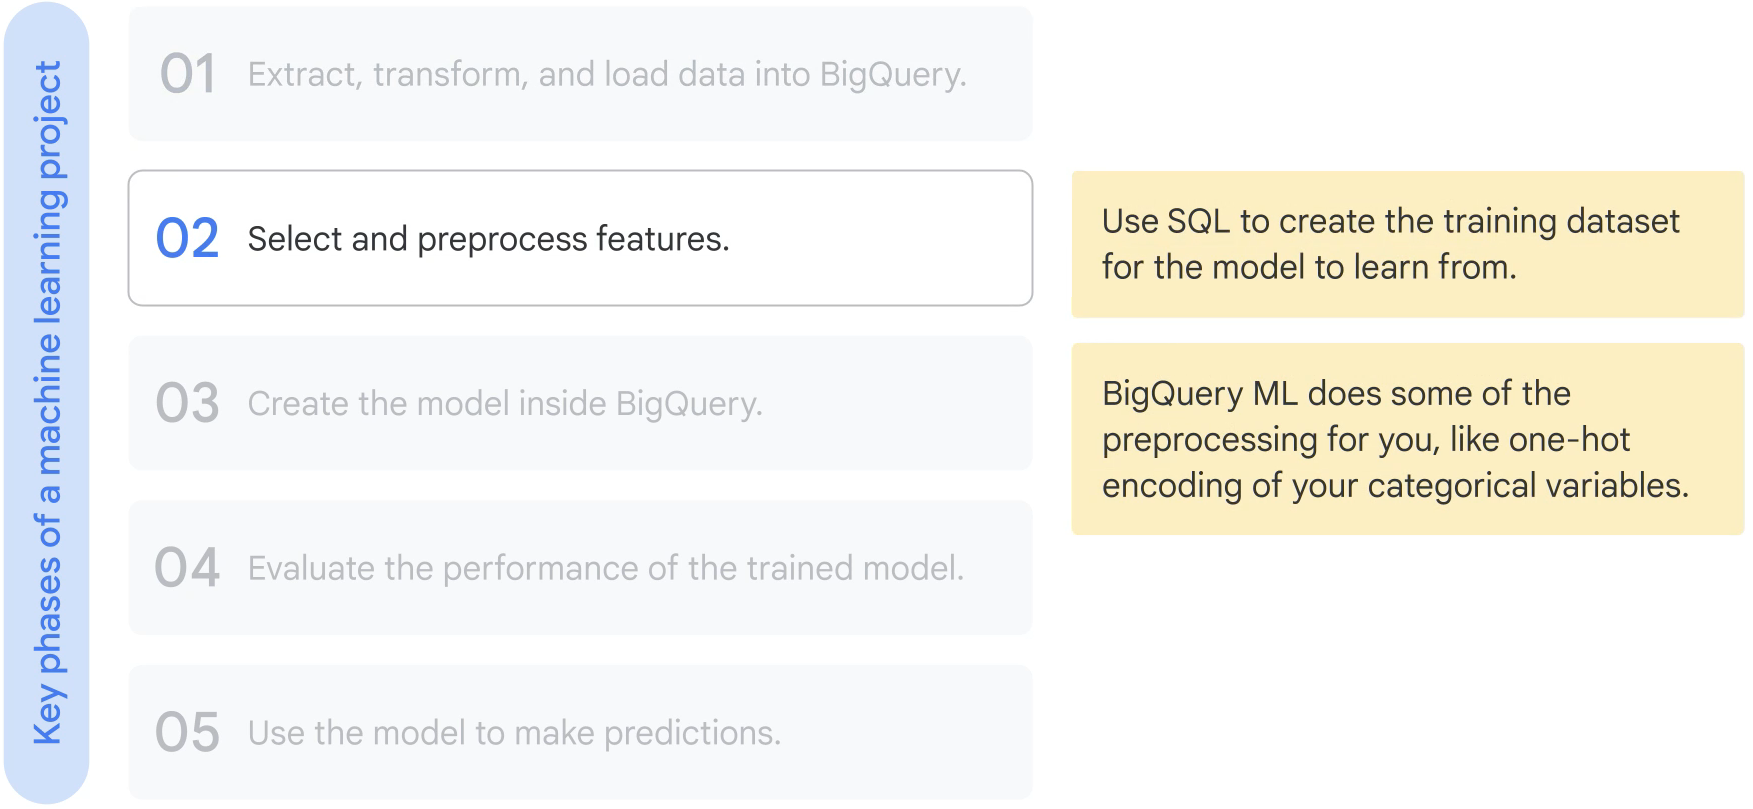 Key phases of a machine learning project
01 Extract, transform, and load data into BigQuery.
02 Select and preprocess features.
Use SQL to create the training dataset
for the model to learn from.
03 Create the model inside BigQuery.
BigQuery ML does some of the
preprocessing for you, like one-hot
encoding of your categorical variables.
04 Evaluate the performance of the trained model.
05 Use the model to make predictions.